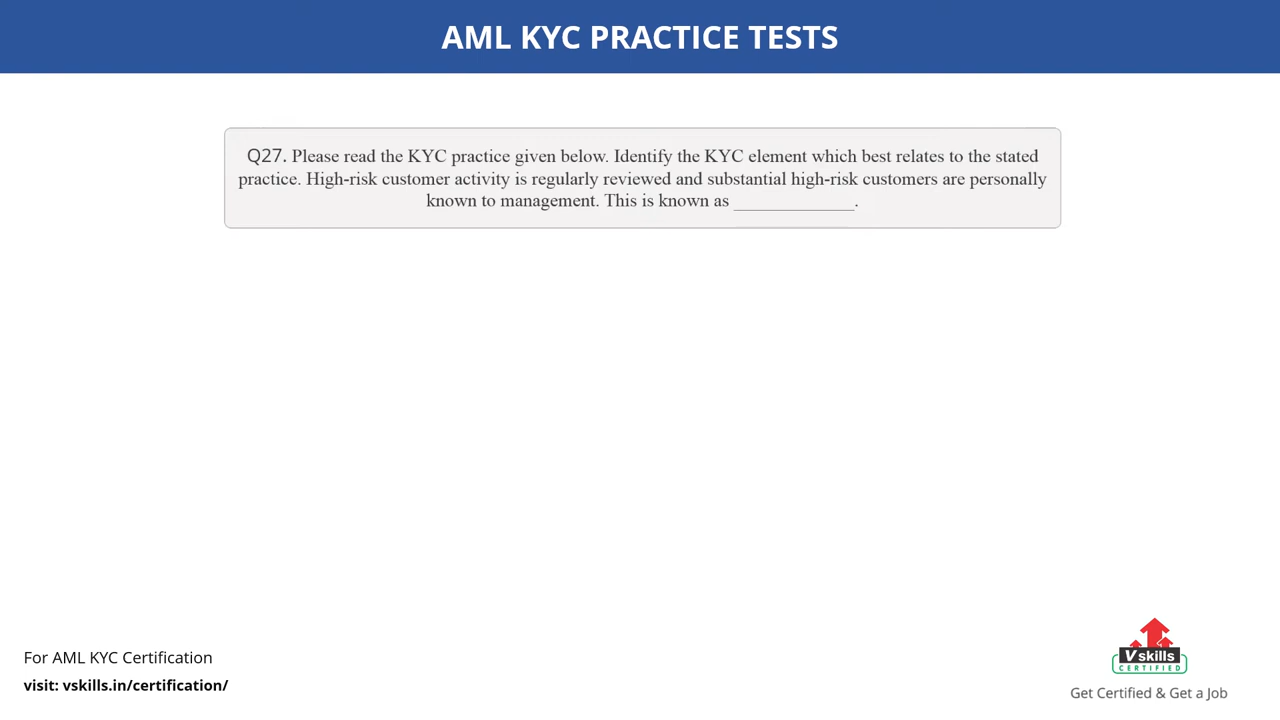 AML KYC PRACTICE TESTS
Q27. Please read the KYC practice given below. Identify the KYC element which best relates to the stated
practice. High-risk customer activity is regularly reviewed and substantial high-risk customers are personally
known to management. This is known as _____________.
For AML KYC Certification
visit: vskills.in/certification/
Vskills
CERTIFIED
Get Certified & Get a Job